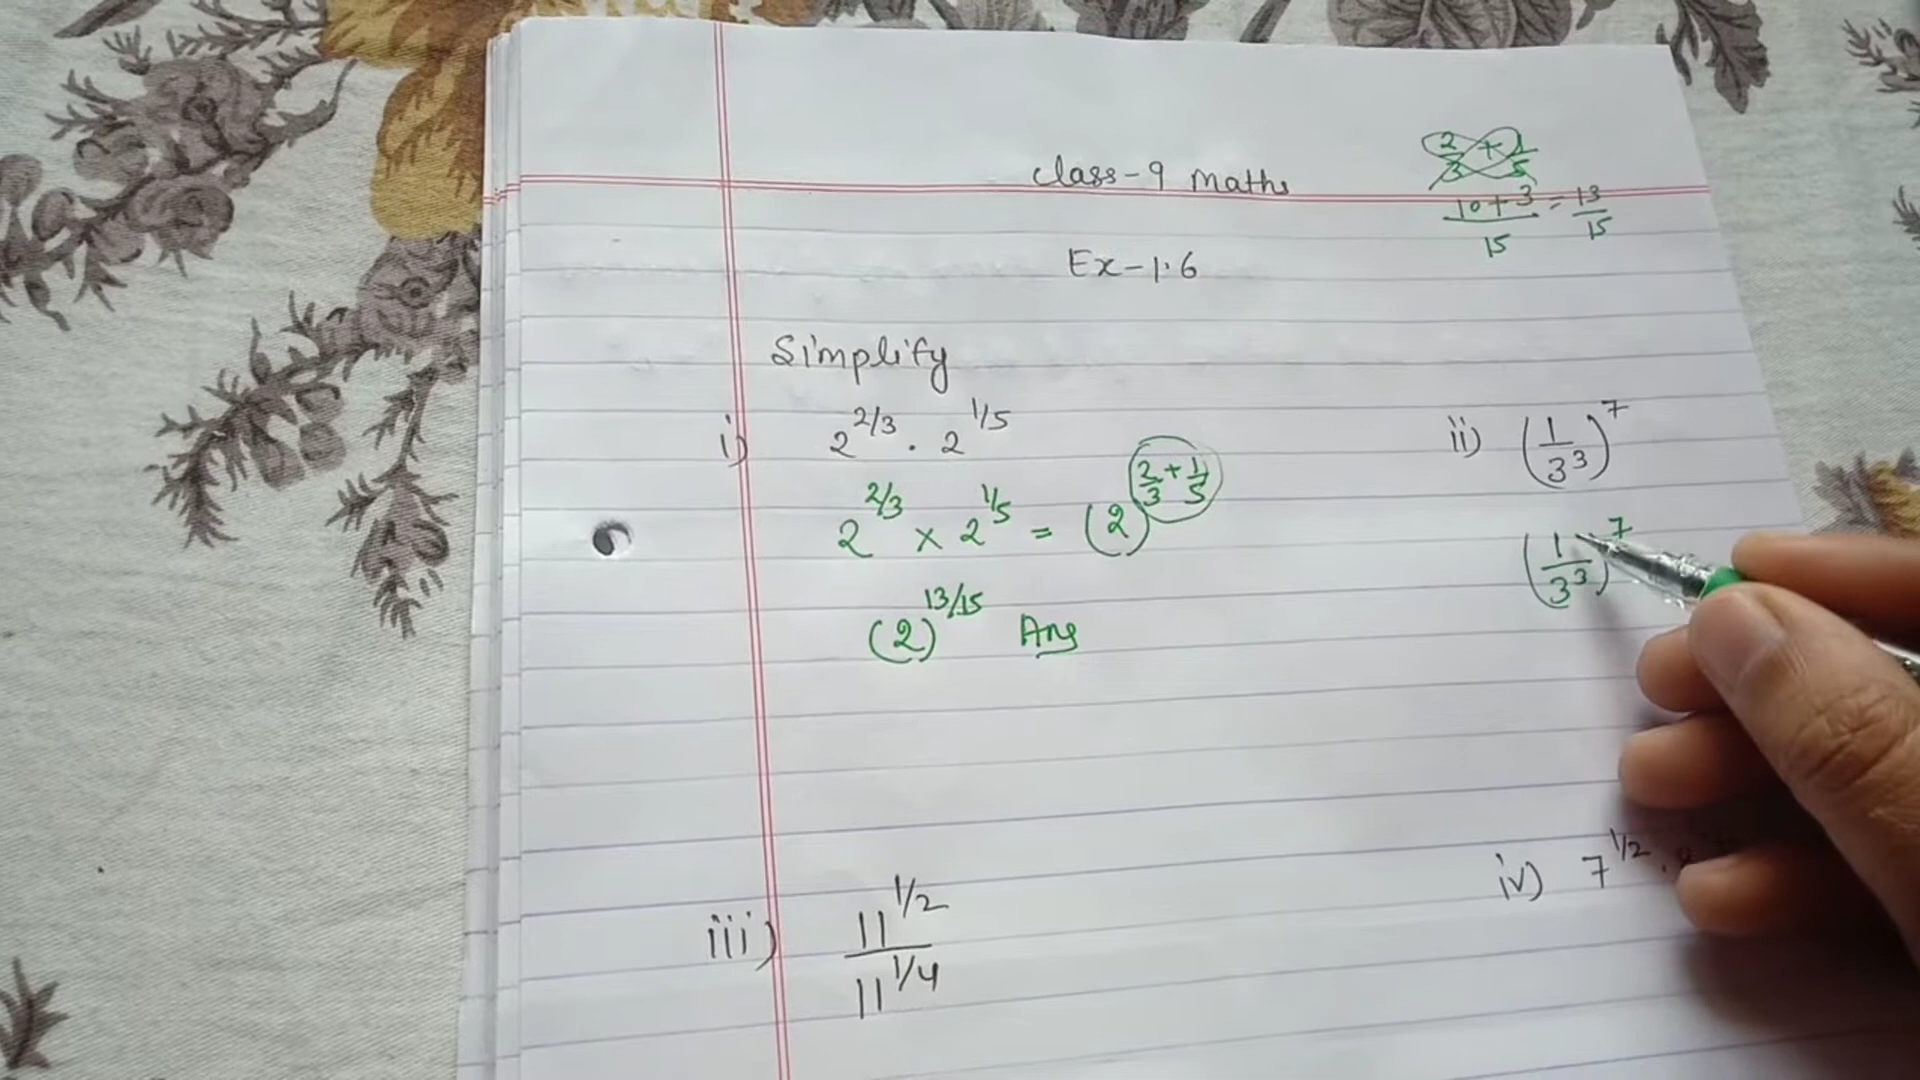 class-9 maths
2/3 + 1/5
10+3/15 = 13/15
Ex-1.6
Simplify
i) 2^2/3 . 2^1/5
ii) (1/3^3)^7
2^2/3 × 2^1/5 = (2)^2/3 + 1/5
(1/3^3)^7
(2)^13/15 Ans
iii) 11^1/2 / 11^1/4
iv) 7^1/2 .